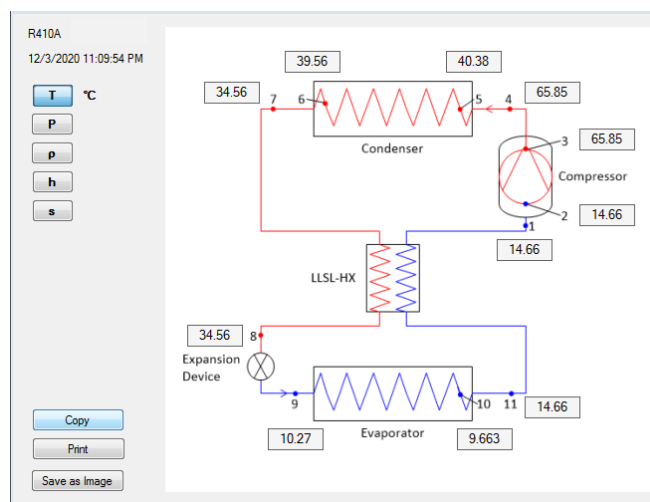 R410A
12/3/2020 11:09:54 PM
T °C
P
ρ
h
s
Copy
Print
Save as Image
39.56 40.38
34.56 7 6 5 4 65.85
Condenser
3 65.85
Compressor
2 14.66
1
14.66
LLSL-HX
34.56 8
Expansion
Device
9 10 11 14.66
10.27 Evaporator 9.663